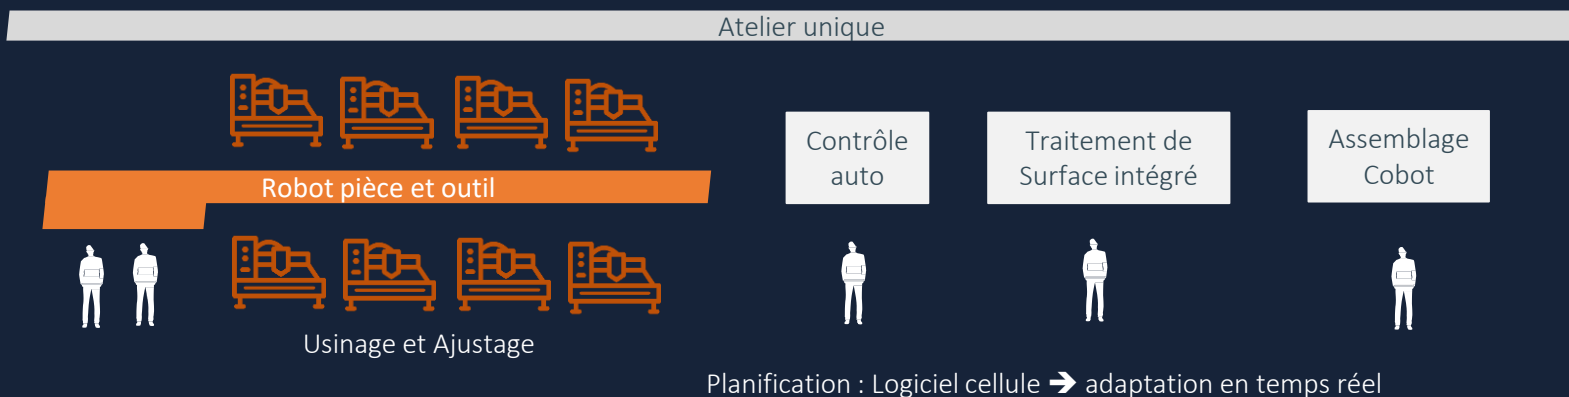 Atelier unique
Robot pièce et outil
Usinage et Ajustage
Contrôle
auto
Traitement de
Surface intégré
Assemblage
Cobot
Planification : Logiciel cellule ➔ adaptation en temps réel